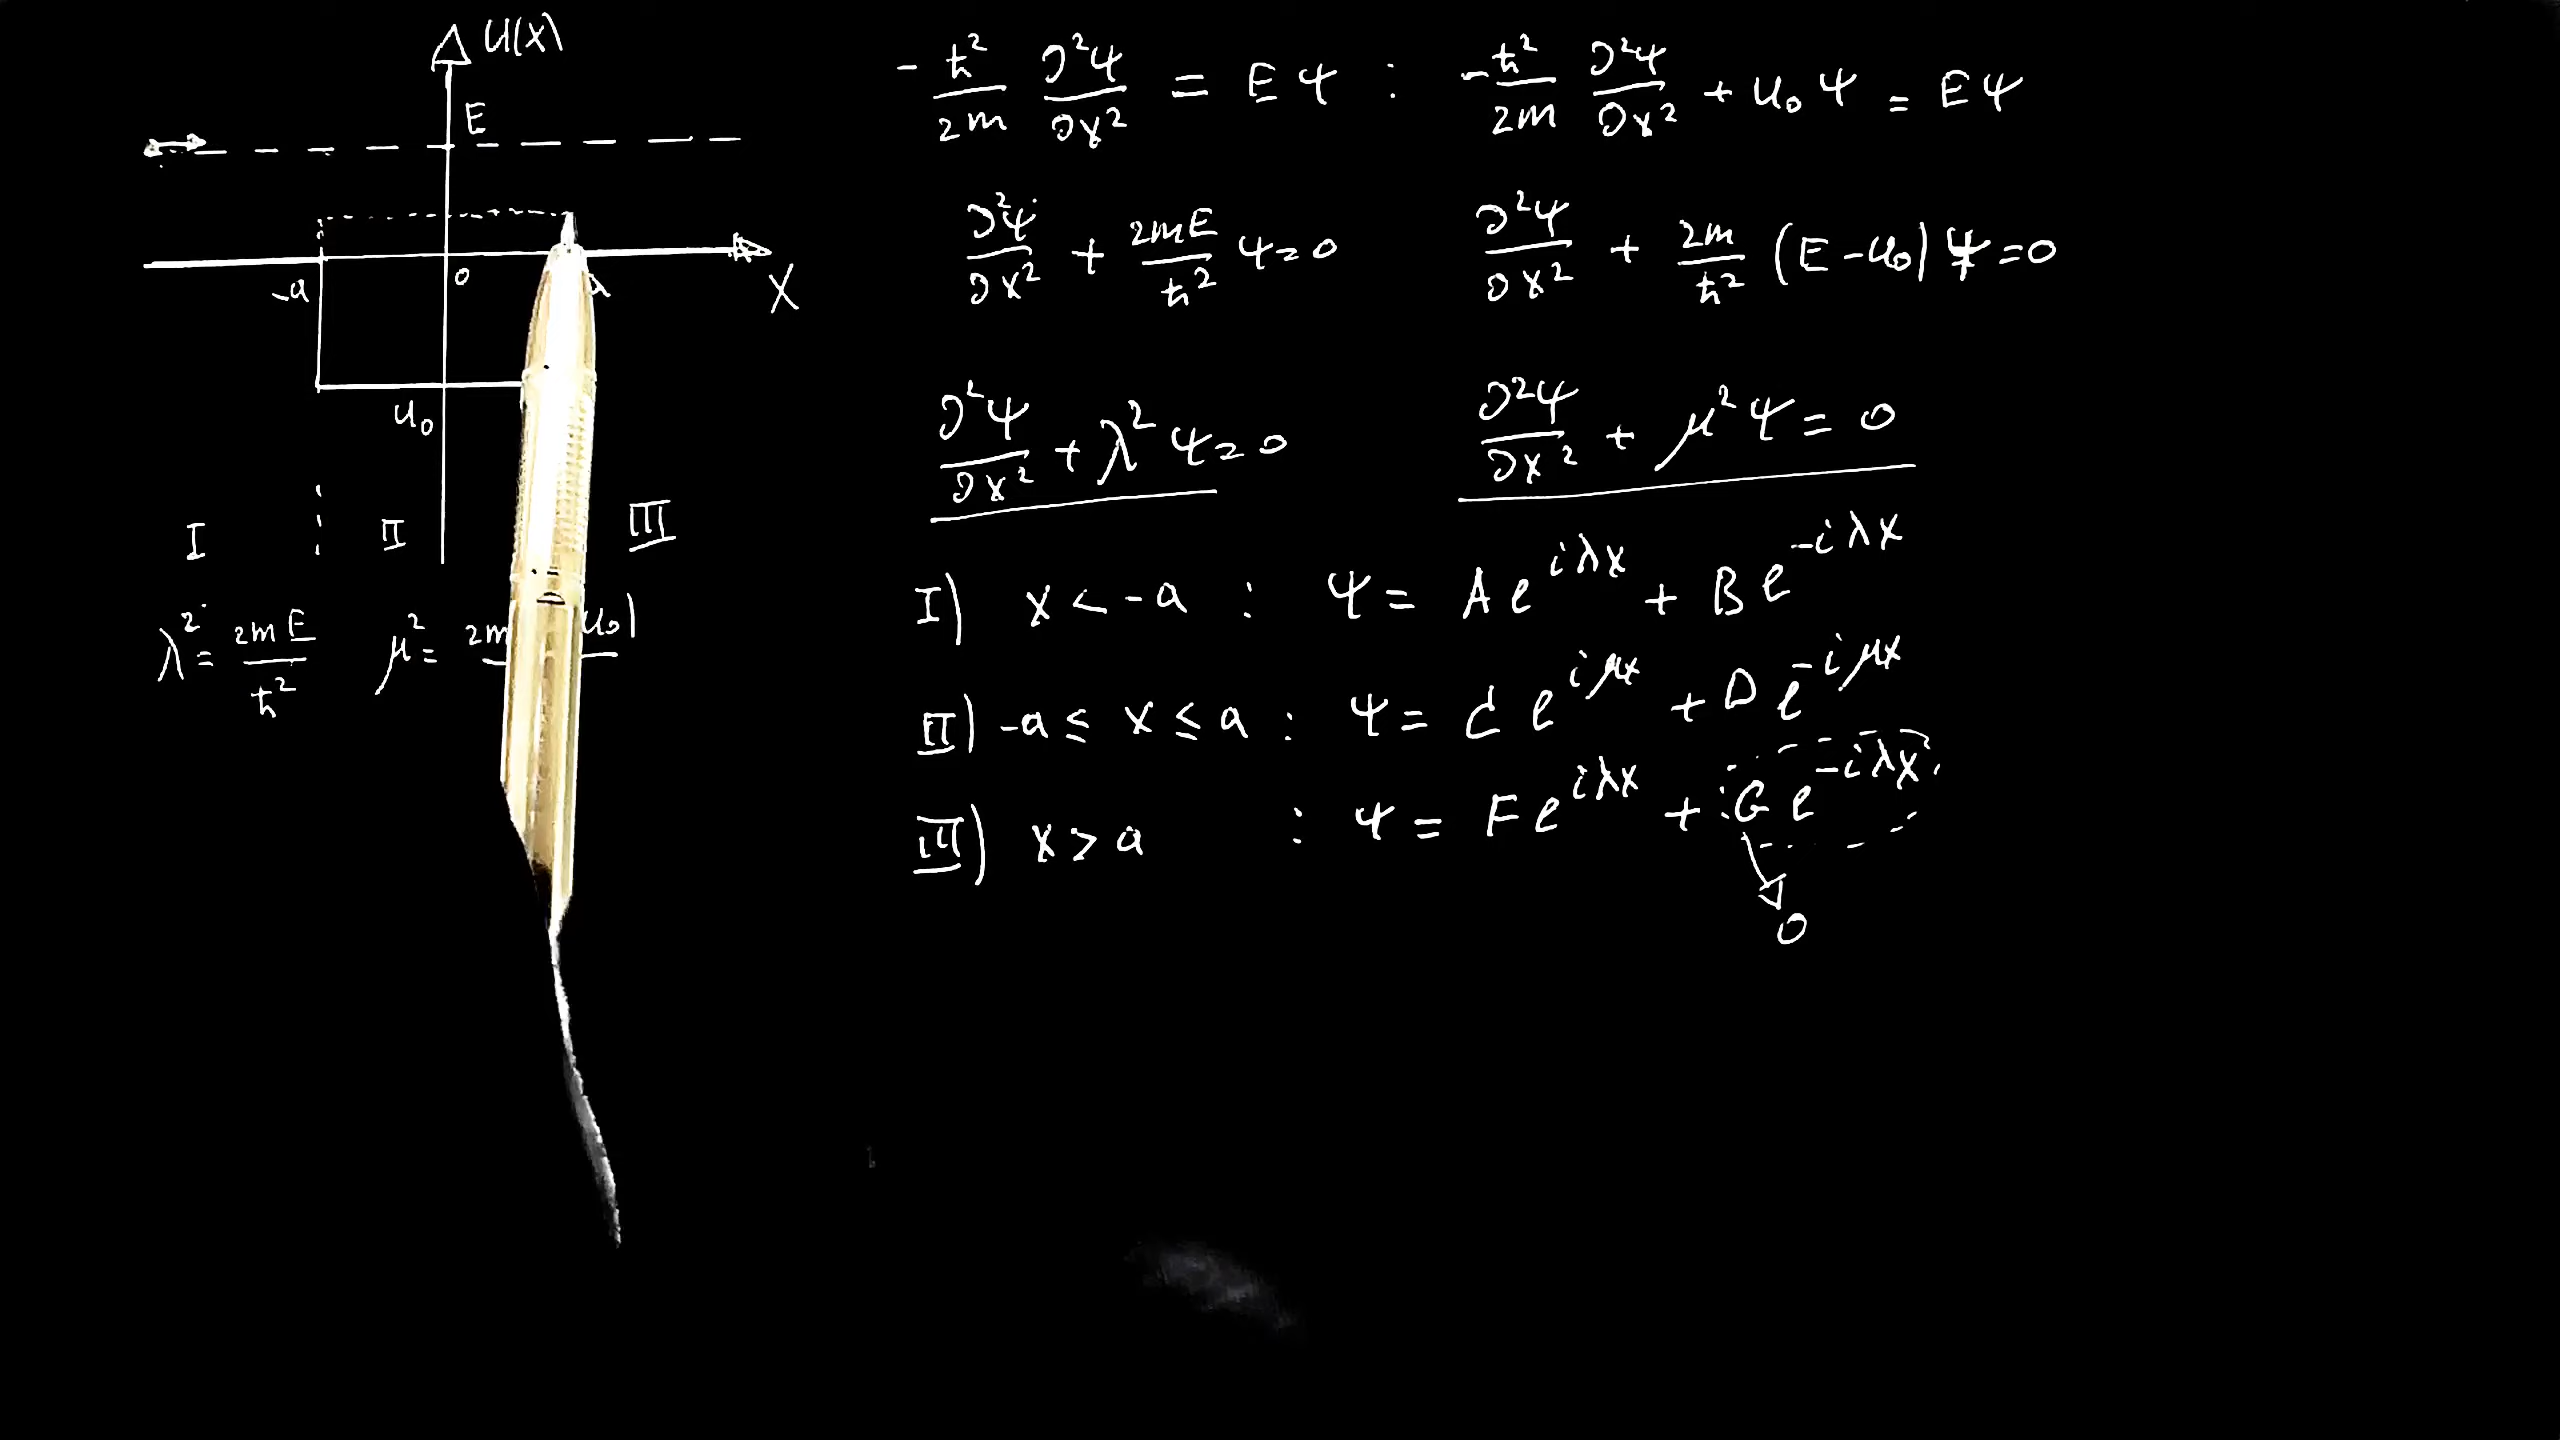 U(x)
E
-a 0 a X
U₀
I II III
λ² = 2mE/ħ² μ² = 2m U₀)
-ħ²/2m ∂²Ψ/∂x² = EΨ : -ħ²/2m ∂²Ψ/∂x² + U₀Ψ = EΨ
∂²Ψ/∂x² + 2mE/ħ² Ψ = 0 ∂²Ψ/∂x² + 2m/ħ² (E - U₀)Ψ = 0
∂²Ψ/∂x² + λ²Ψ = 0 ∂²Ψ/∂x² + μ²Ψ = 0
I) x < -a : Ψ = Ae^{iλx} + Be^{-iλx}
II) -a ≤ x ≤ a : Ψ = Ce^{iμx} + De^{-iμx}
III) x > a : Ψ = Fe^{iλx} + Ge^{-iλx}
0